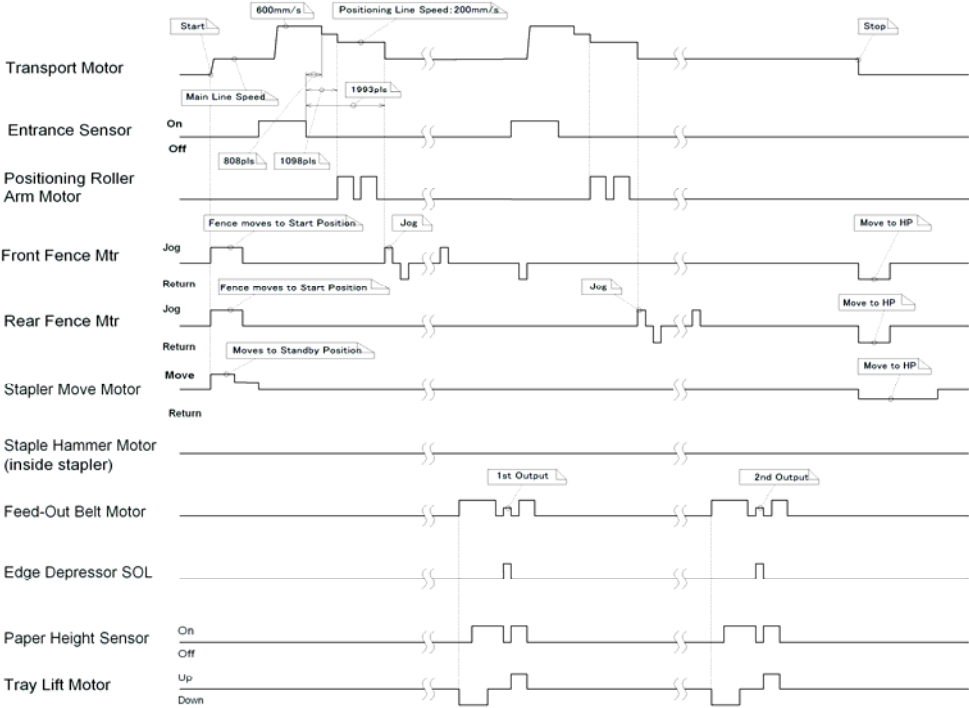 600mm/s
Positioning Line Speed:200mm/s
Start
Stop
Transport Motor
1993pls
Main Line Speed
Entrance Sensor
On
Off
808pls
1098pls
Positioning Roller
Arm Motor
Fence moves to Start Position
Jog
Move to HP
Front Fence Mtr
Jog
Return
Fence moves to Start Position
Jog
Rear Fence Mtr
Jog
Move to HP
Return
Moves to Standby Position
Stapler Move Motor
Move
Move to HP
Return
Staple Hammer Motor
(inside stapler)
1st Output
2nd Output
Feed-Out Belt Motor
Edge Depressor SOL
Paper Height Sensor
On
Off
Tray Lift Motor
Up
Down